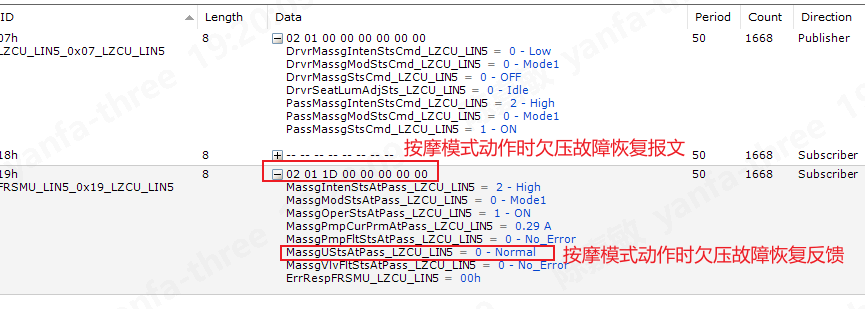 ID Length Data Period Count Direction
07h 8 02 01 00 00 00 00 00 00 50 1668 Publisher
LZCU_LIN5_0x07_LZCU_LIN5) DrvrMassgIntenStsCmd_LZCU_LIN5 = 0 - Low
DrvrMassgModStsCmd_LZCU_LIN5 = 0 - Mode1
DrvrMassgStsCmd_LZCU_LIN5 = 0 - OFF
DrvrSeatLumAdjSts_LZCU_LIN5 = 0 - Idle
PassMassgIntenStsCmd_LZCU_LIN5 = 2 - High
PassMassgModStsCmd_LZCU_LIN5 = 0 - Mode1
PassMassgStsCmd_LZCU_LIN5 = 1 - ON
按摩模式动作时欠压故障恢复报文
18h 8 -- -- -- -- -- -- -- -- 50 1668 Subscriber
19h 8 02 01 1D 00 00 00 00 00 50 1668 Subscriber
FRSMU_LIN5_0x19_LZCU_LIN5) MassgIntenStsAtPass_LZCU_LIN5 = 2 - High
MassgModStsAtPass_LZCU_LIN5 = 0 - Mode1
MassgOperStsAtPass_LZCU_LIN5 = 1 - ON
MassgPmpCurPrmAtPass_LZCU_LIN5 = 0.29 A
MassgPmpFltStsAtPass_LZCU_LIN5 = 0 - No_Error
MassgUStsAtPass_LZCU_LIN5 = 0 - Normal 按摩模式动作时欠压故障恢复反馈
MassgVlvFltStsAtPass_LZCU_LIN5 = 0 - No_Error
ErrRespFRSMU_LZCU_LIN5 = 00h